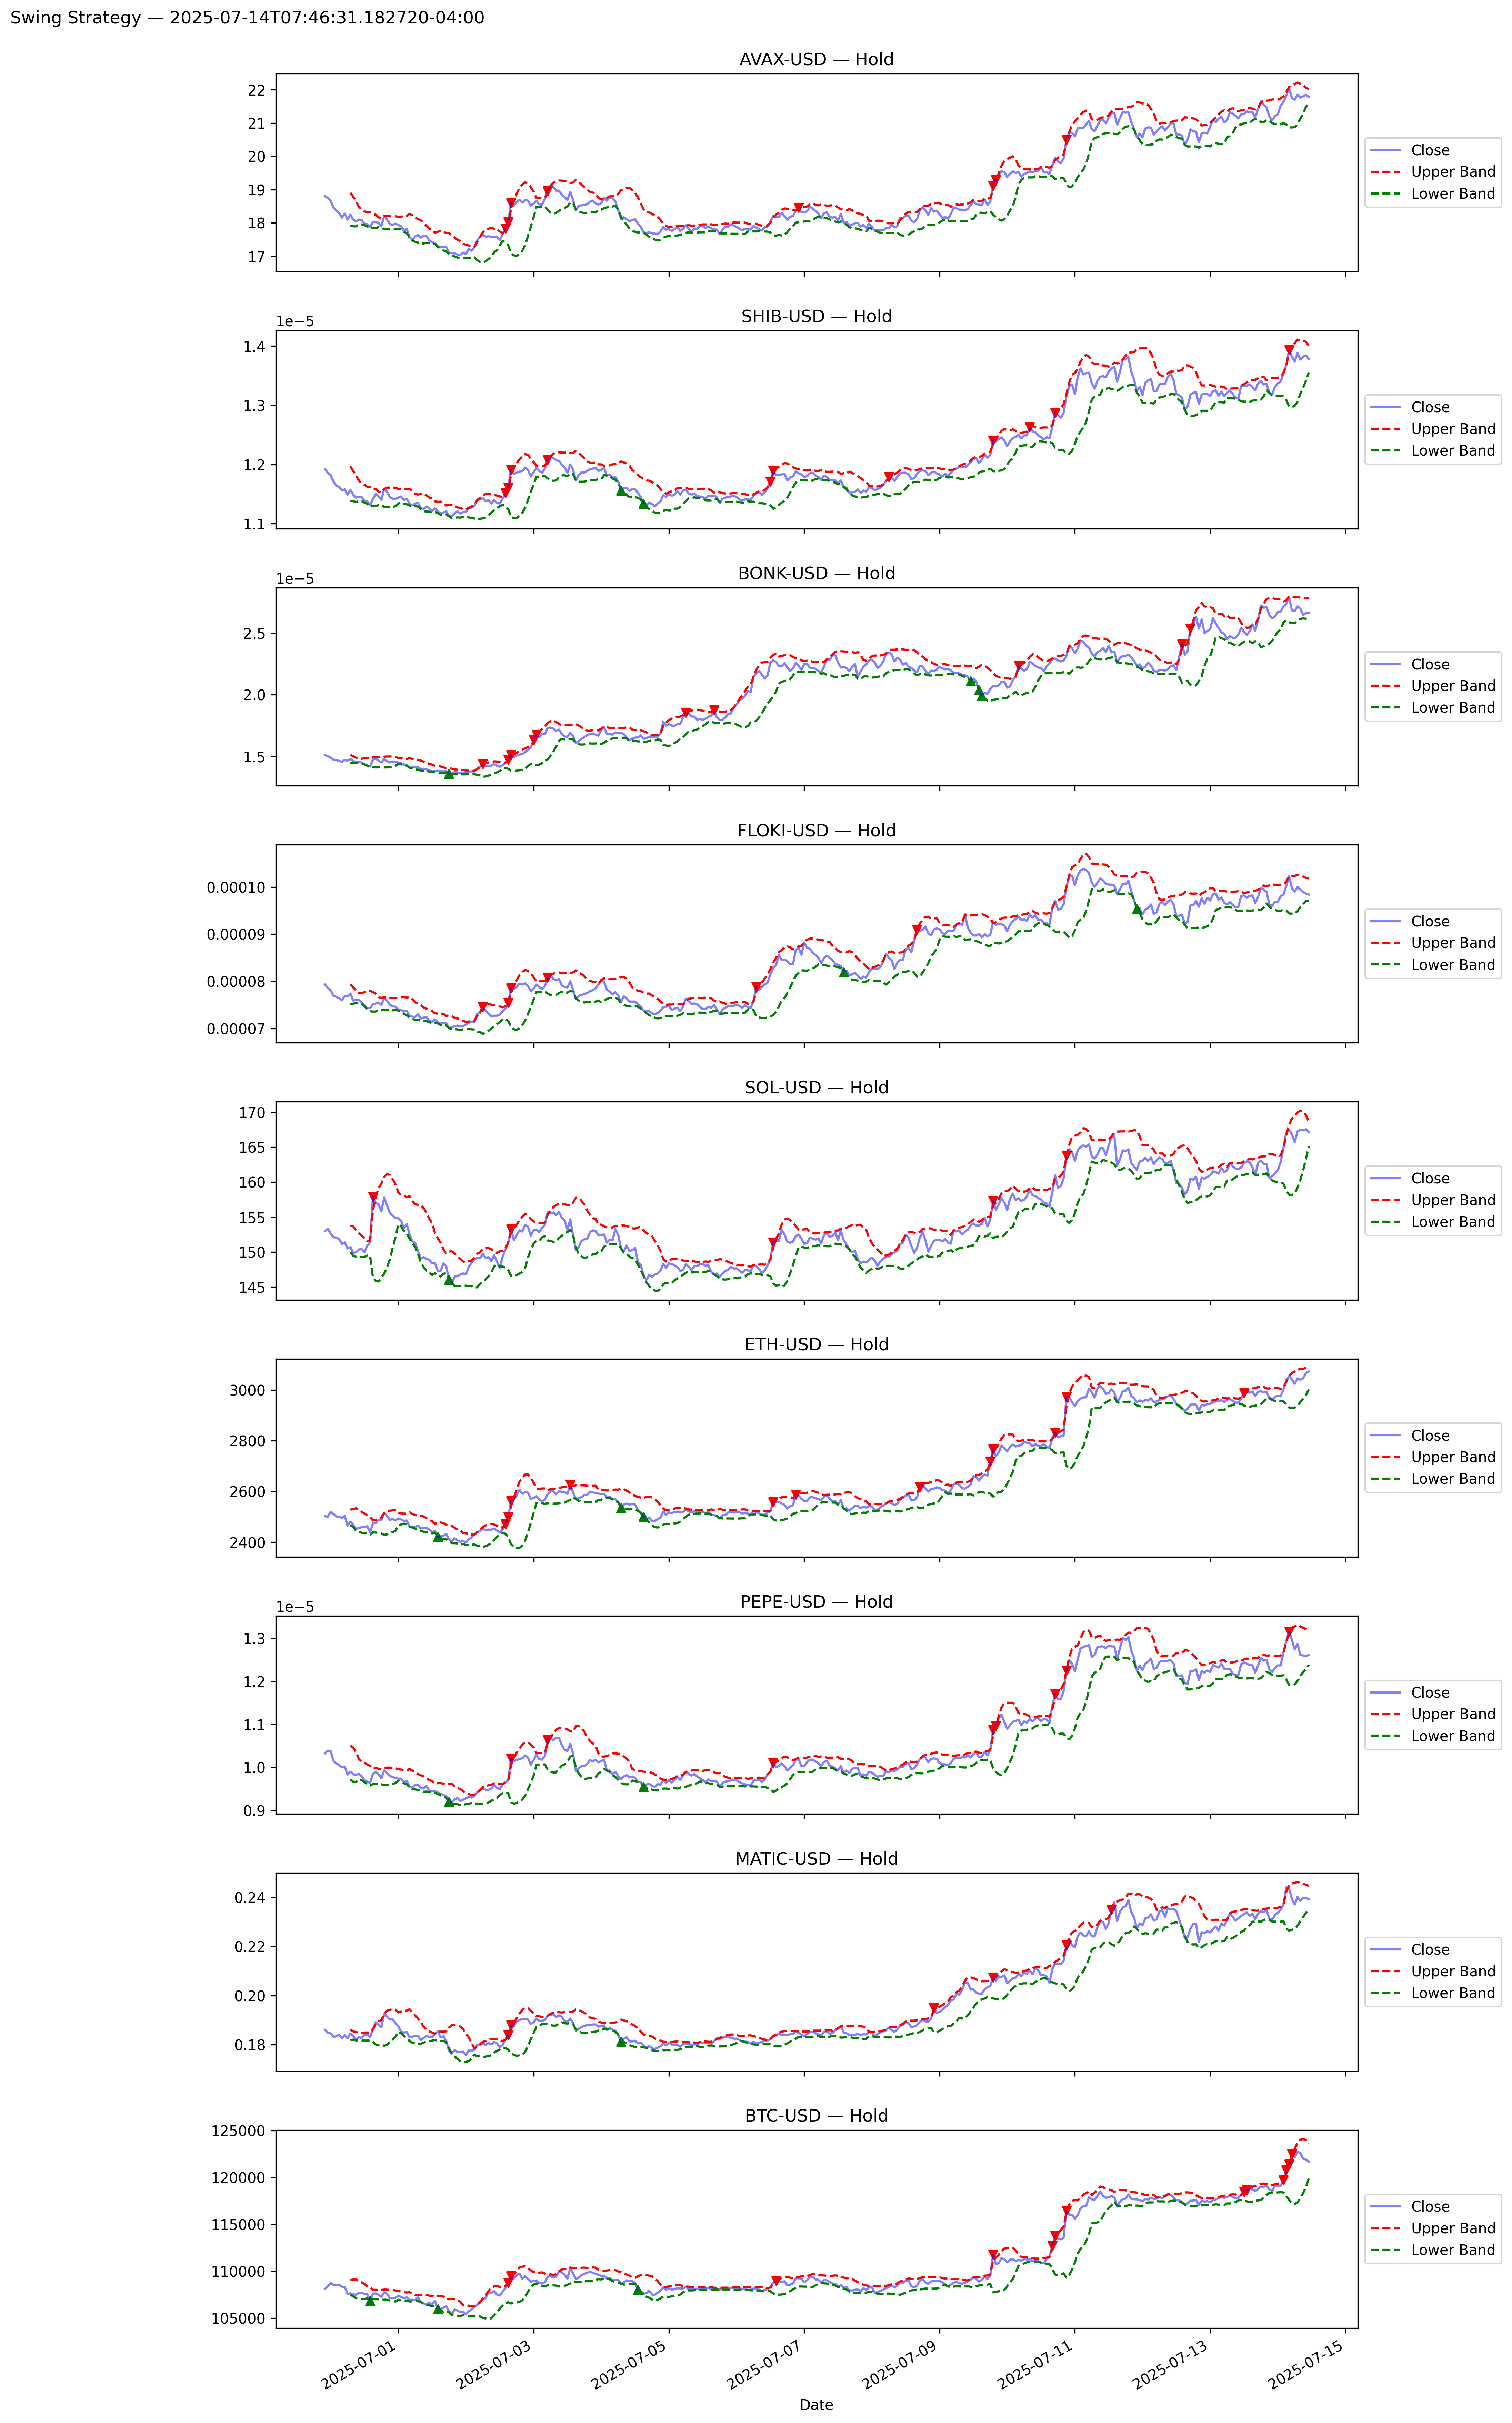 Swing Strategy — 2025-07-14T07:46:31.182720-04:00
AVAX-USD — Hold
22
21
20
19
18
17
Close
Upper Band
Lower Band
SHIB-USD — Hold
1e−5
1.4
1.3
1.2
1.1
Close
Upper Band
Lower Band
BONK-USD — Hold
1e−5
2.5
2.0
1.5
Close
Upper Band
Lower Band
FLOKI-USD — Hold
0.00010
0.00009
0.00008
0.00007
Close
Upper Band
Lower Band
SOL-USD — Hold
170
165
160
155
150
145
Close
Upper Band
Lower Band
ETH-USD — Hold
3000
2800
2600
2400
Close
Upper Band
Lower Band
PEPE-USD — Hold
1e−5
1.3
1.2
1.1
1.0
0.9
Close
Upper Band
Lower Band
MATIC-USD — Hold
0.24
0.22
0.20
0.18
Close
Upper Band
Lower Band
BTC-USD — Hold
125000
120000
115000
110000
105000
Close
Upper Band
Lower Band
2025-07-01
2025-07-03
2025-07-05
2025-07-07
2025-07-09
2025-07-11
2025-07-13
2025-07-15
Date